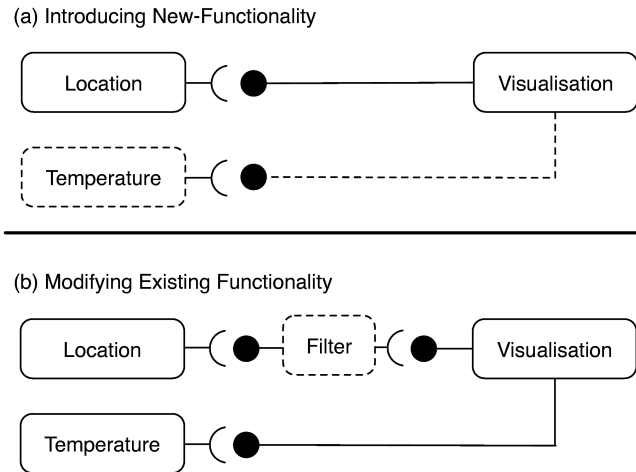 (a) Introducing New-Functionality
Location
Visualisation
Temperature
(b) Modifying Existing Functionality
Location
Filter
Visualisation
Temperature